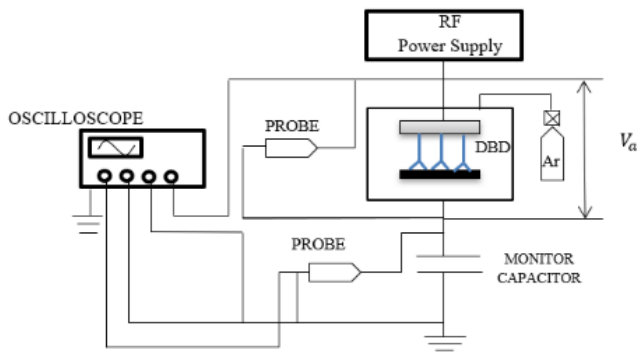 RF
Power Supply
OSCILLOSCOPE
PROBE
DBD
Ar
Vₐ
PROBE
MONITOR
CAPACITOR